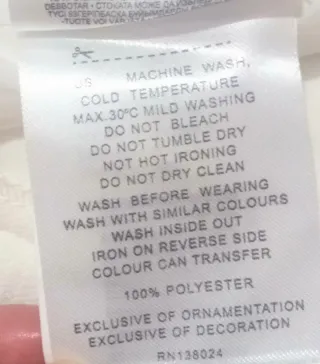 US MACHINE WASH,
COLD TEMPERATURE
MAX.30ºC MILD WASHING
DO NOT BLEACH
DO NOT TUMBLE DRY
NOT HOT IRONING
DO NOT DRY CLEAN
WASH BEFORE WEARING
WASH WITH SIMILAR COLOURS
WASH INSIDE OUT
IRON ON REVERSE SIDE
COLOUR CAN TRANSFER
100% POLYESTER
EXCLUSIVE OF ORNAMENTATION
EXCLUSIVE OF DECORATION
RN138024